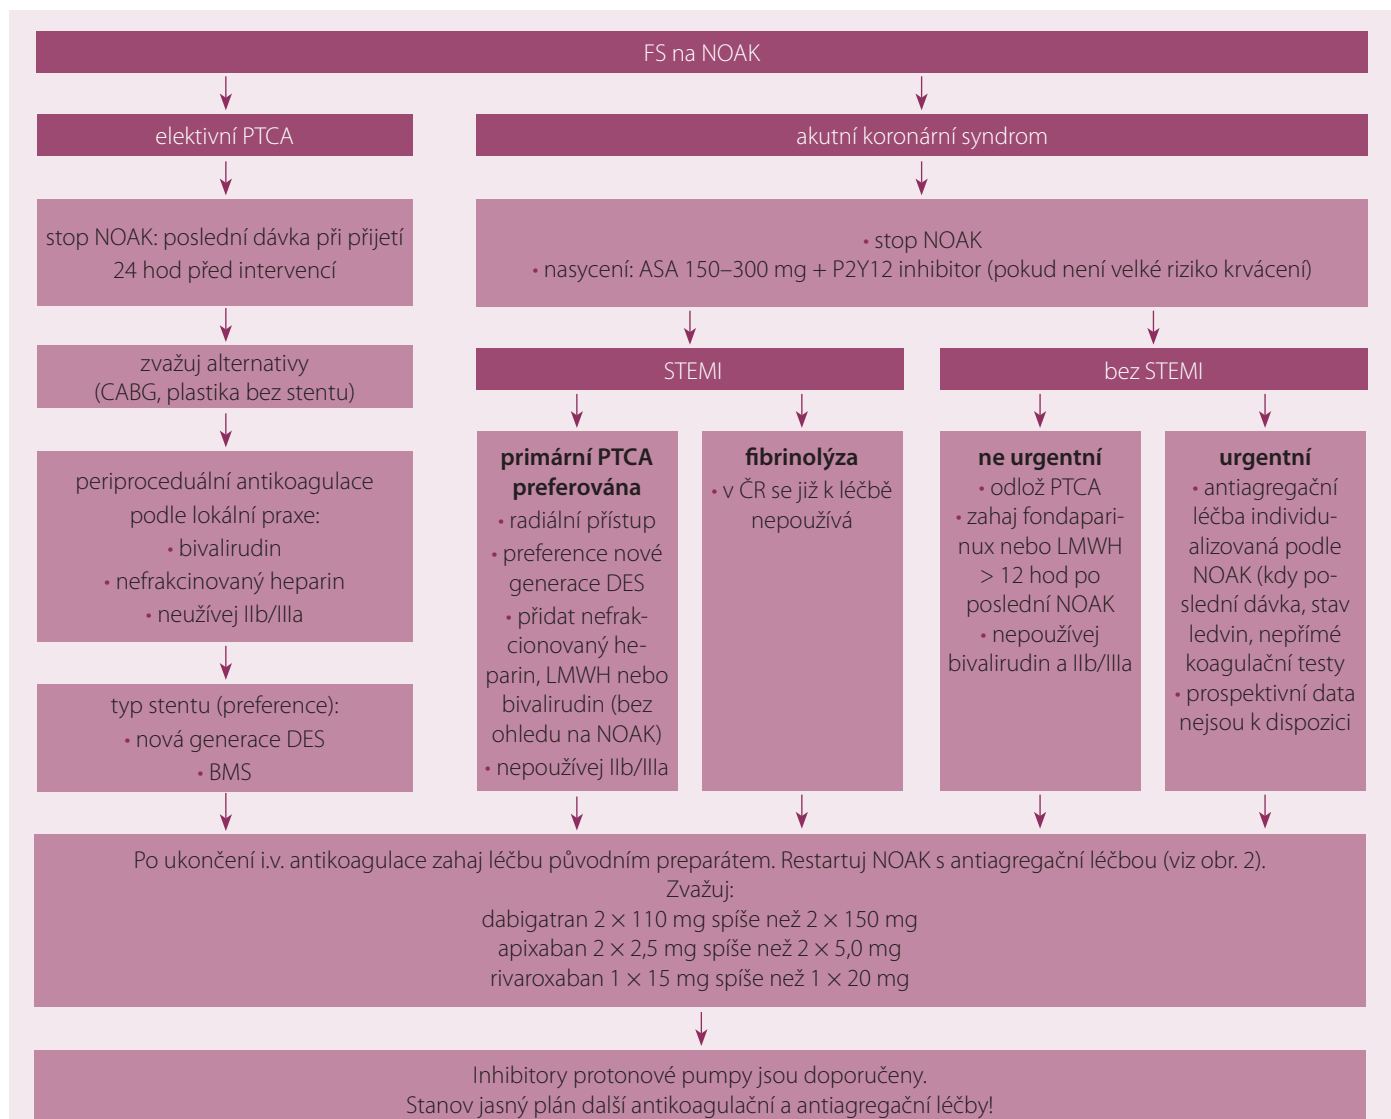 FS na NOAK
elektivní PTCA
stop NOAK: poslední dávka při přijetí
24 hod před intervencí
zvažuj alternativy
(CABG, plastika bez stentu)
periproceduální antikoagulace
podle lokální praxe:
• bivalirudin
• nefrakcinovaný heparin
• neužívej IIb/IIIa
typ stentu (preference):
• nová generace DES
• BMS
akutní koronární syndrom
• stop NOAK
• nasycení: ASA 150–300 mg + P2Y12 inhibitor (pokud není velké riziko krvácení)
STEMI
primární PTCA
preferována
• radiální přístup
• preference nové
generace DES
• přidat nefrak-
cionovaný he-
parin, LMWH nebo
bivalirudin (bez
ohledu na NOAK)
• nepoužívej IIb/IIIa
fibrinolýza
• v ČR se již k léčbě
nepoužívá
bez STEMI
ne urgentní
• odlož PTCA
• zahaj fondapari-
nux nebo LMWH
> 12 hod po
poslední NOAK
• nepoužívej
bivalirudin a IIb/IIIa
urgentní
• antiagregační
léčba individu-
alizovaná podle
NOAK (kdy po-
slední dávka, stav
ledvin, nepřímé
koagulační testy
• prospektivní data
nejsou k dispozici
Po ukončení i.v. antikoagulace zahaj léčbu původním preparátem. Restartuj NOAK s antiagregační léčbou (viz obr. 2).
Zvažuj:
dabigatran 2 × 110 mg spíše než 2 × 150 mg
apixaban 2 × 2,5 mg spíše než 2 × 5,0 mg
rivaroxaban 1 × 15 mg spíše než 1 × 20 mg
Inhibitory protonové pumpy jsou doporučeny.
Stanov jasný plán další antikoagulační a antiagregační léčby!